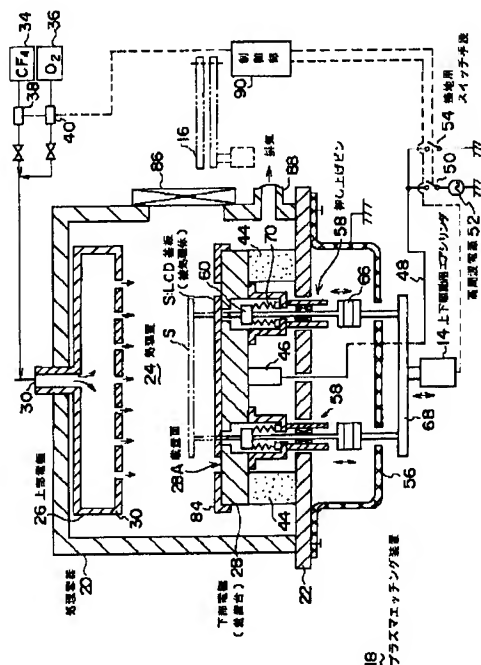 CF4
34
36
O2
38
40
制御部
90
54 接地用
スイッチ手段
50
52
高周波電源
16
86
88
排気
44
58 押し上げピン
66
48
14 上下駆動用エアシリンダ
68
56
70
60
S:LCD基板
(被処理体)
S
46
58
28A 載置面
84
44
24 処理室
30
26 上部電極
30
20
処理容器
下部電極
(載置台)
28
22
18
プラズマエッチング装置